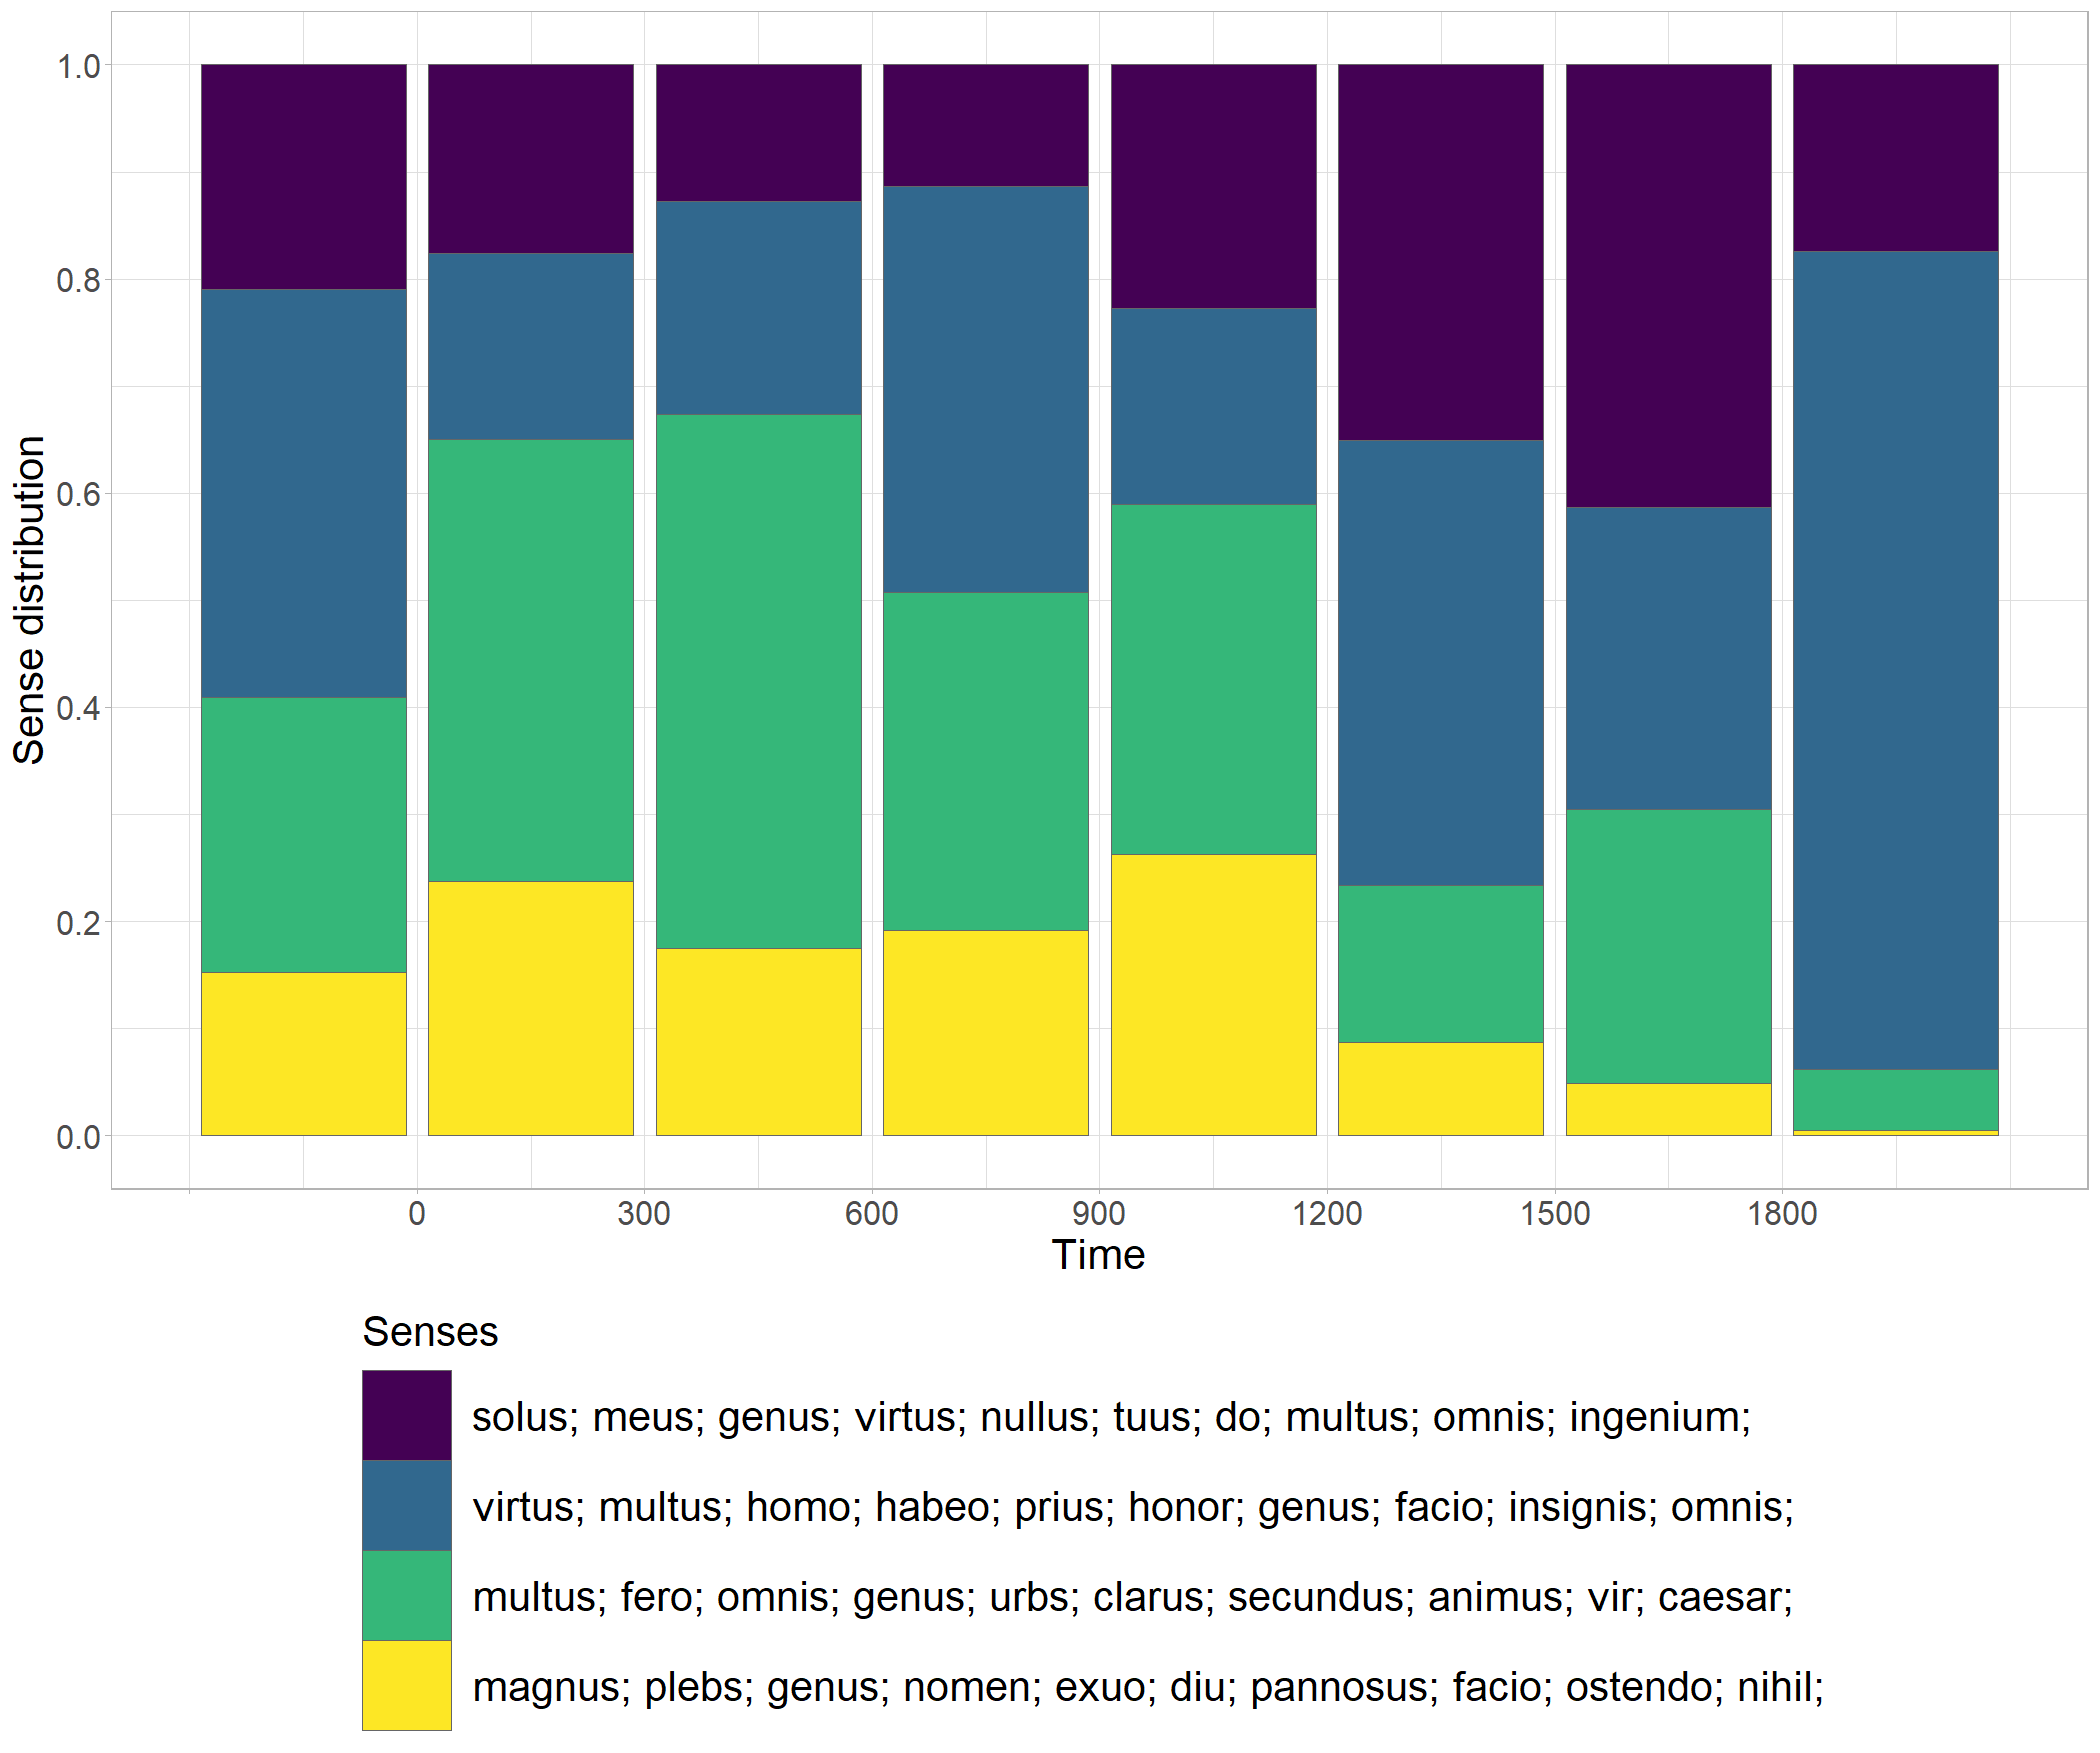 1.0
0.8
0.6
0.4
0.2
0.0
Sense distribution
0 300 600 900 1200 1500 1800
Time
Senses
solus; meus; genus; virtus; nullus; tuus; do; multus; omnis; ingenium;
virtus; multus; homo; habeo; prius; honor; genus; facio; insignis; omnis;
multus; fero; omnis; genus; urbs; clarus; secundus; animus; vir; caesar;
magnus; plebs; genus; nomen; exuo; diu; pannosus; facio; ostendo; nihil;